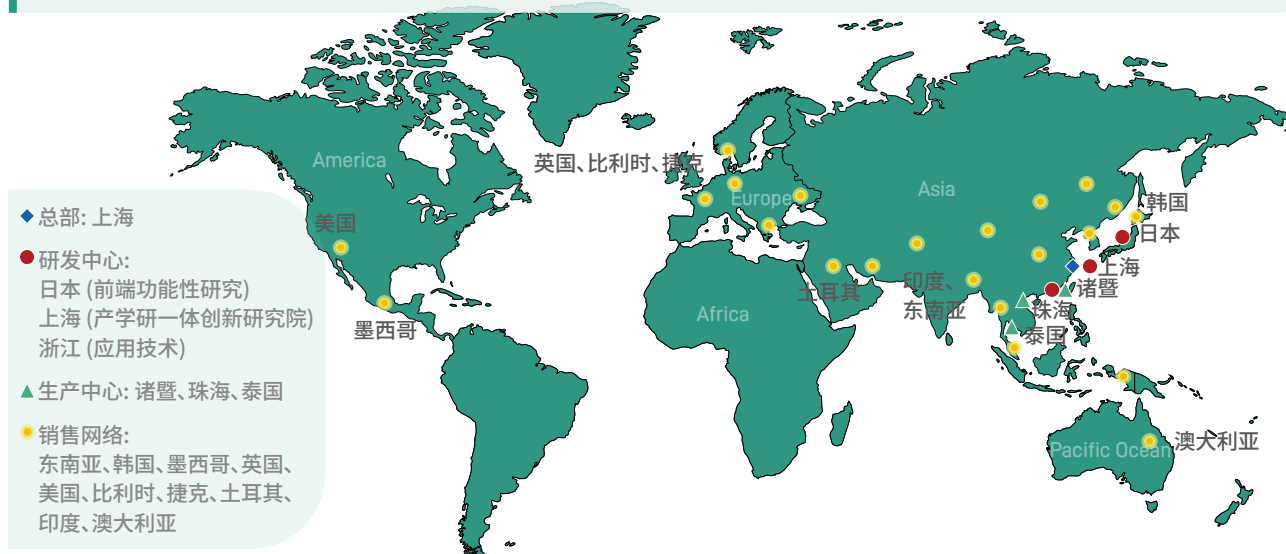 America
Europe
Asia
Africa
Pacific Ocean
英国、比利时、捷克
美国
墨西哥
土耳其
印度、
东南亚
韩国
日本
上海
诸暨
珠海
泰国
澳大利亚
总部: 上海
研发中心:
日本 (前端功能性研究)
上海 (产学研一体创新研究院)
浙江 (应用技术)
生产中心: 诸暨、珠海、泰国
销售网络:
东南亚、韩国、墨西哥、英国、
美国、比利时、捷克、土耳其、
印度、澳大利亚